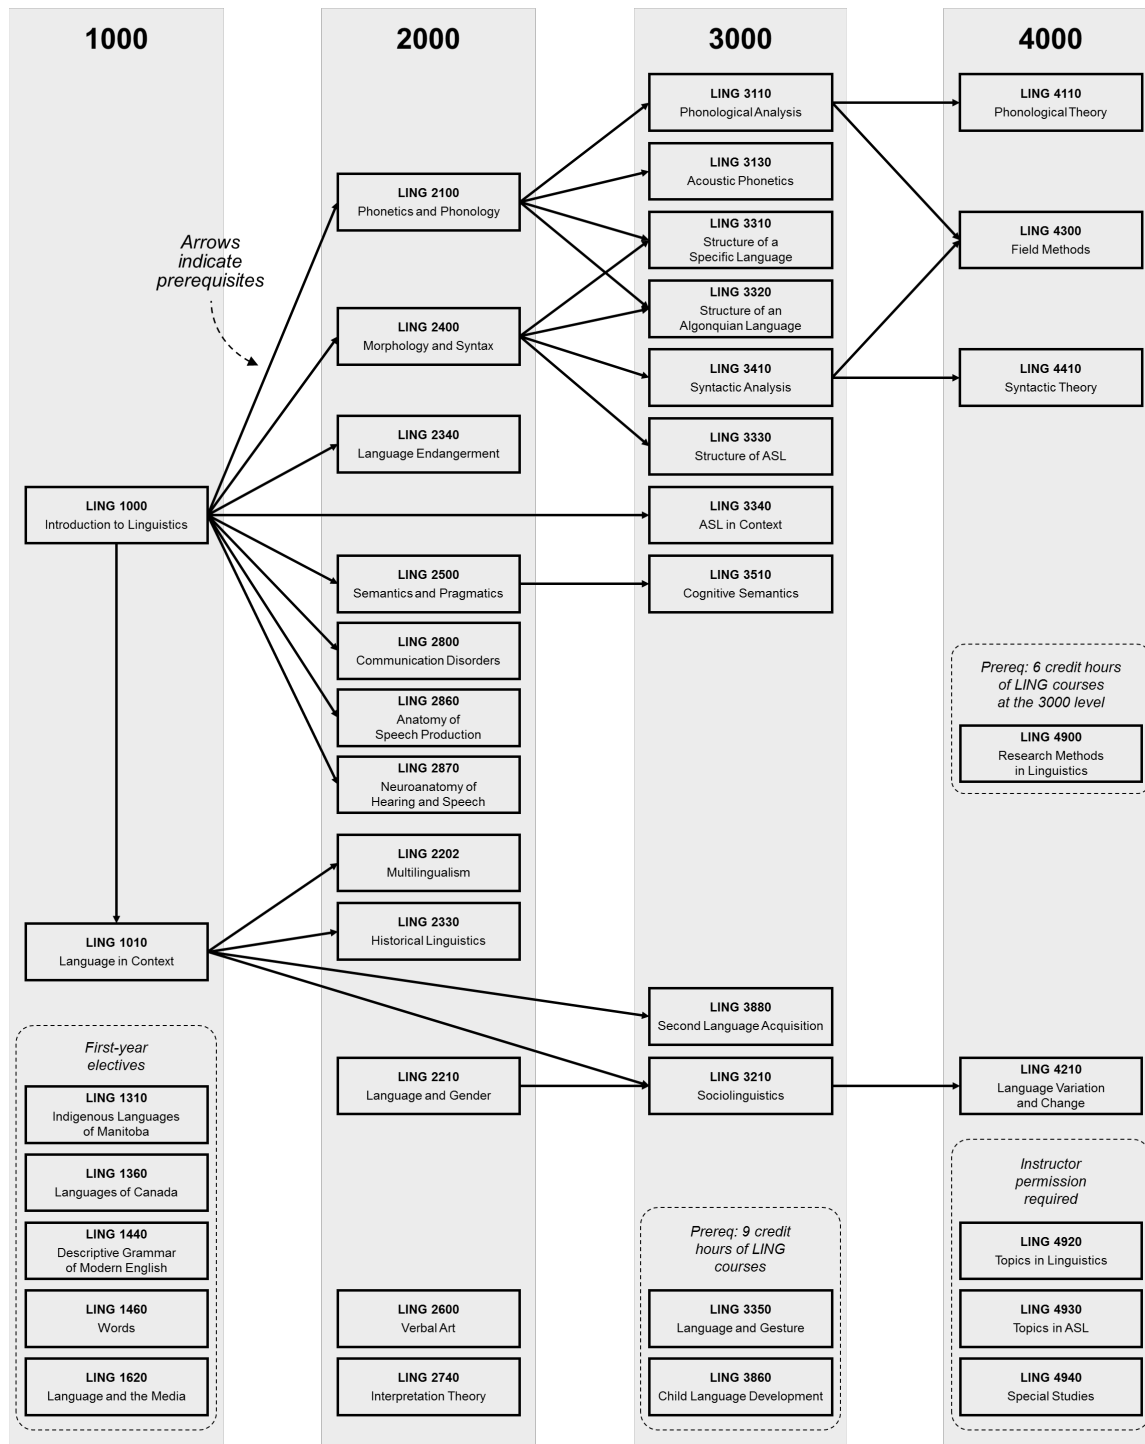 1000
2000
3000
4000
Arrows
indicate
prerequisites
LING 1000
Introduction to Linguistics
LING 1010
Language in Context
First-year
electives
LING 1310
Indigenous Languages
of Manitoba
LING 1360
Languages of Canada
LING 1440
Descriptive Grammar
of Modern English
LING 1460
Words
LING 1620
Language and the Media
LING 2100
Phonetics and Phonology
LING 2400
Morphology and Syntax
LING 2340
Language Endangerment
LING 2500
Semantics and Pragmatics
LING 2800
Communication Disorders
LING 2860
Anatomy of
Speech Production
LING 2870
Neuroanatomy of
Hearing and Speech
LING 2202
Multilingualism
LING 2330
Historical Linguistics
LING 2210
Language and Gender
LING 2600
Verbal Art
LING 2740
Interpretation Theory
LING 3110
Phonological Analysis
LING 3130
Acoustic Phonetics
LING 3310
Structure of a
Specific Language
LING 3320
Structure of an
Algonquian Language
LING 3410
Syntactic Analysis
LING 3330
Structure of ASL
LING 3340
ASL in Context
LING 3510
Cognitive Semantics
LING 3880
Second Language Acquisition
LING 3210
Sociolinguistics
Prereq: 9 credit
hours of LING
courses
LING 3350
Language and Gesture
LING 3860
Child Language Development
LING 4110
Phonological Theory
LING 4300
Field Methods
LING 4410
Syntactic Theory
Prereq: 6 credit hours
of LING courses
at the 3000 level
LING 4900
Research Methods
in Linguistics
LING 4210
Language Variation
and Change
Instructor
permission
required
LING 4920
Topics in Linguistics
LING 4930
Topics in ASL
LING 4940
Special Studies